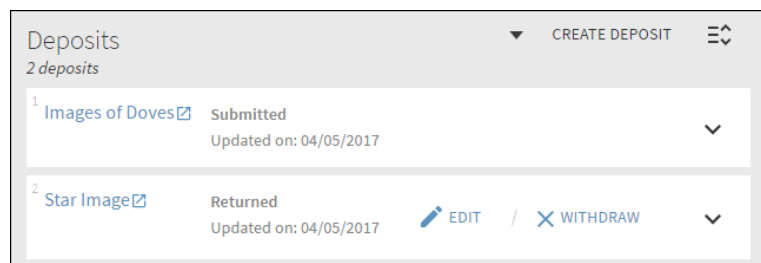 Deposits
CREATE DEPOSIT
2 deposits
1
Images of Doves
Submitted
Updated on: 04/05/2017
2
Star Image
Returned
Updated on: 04/05/2017
EDIT / WITHDRAW